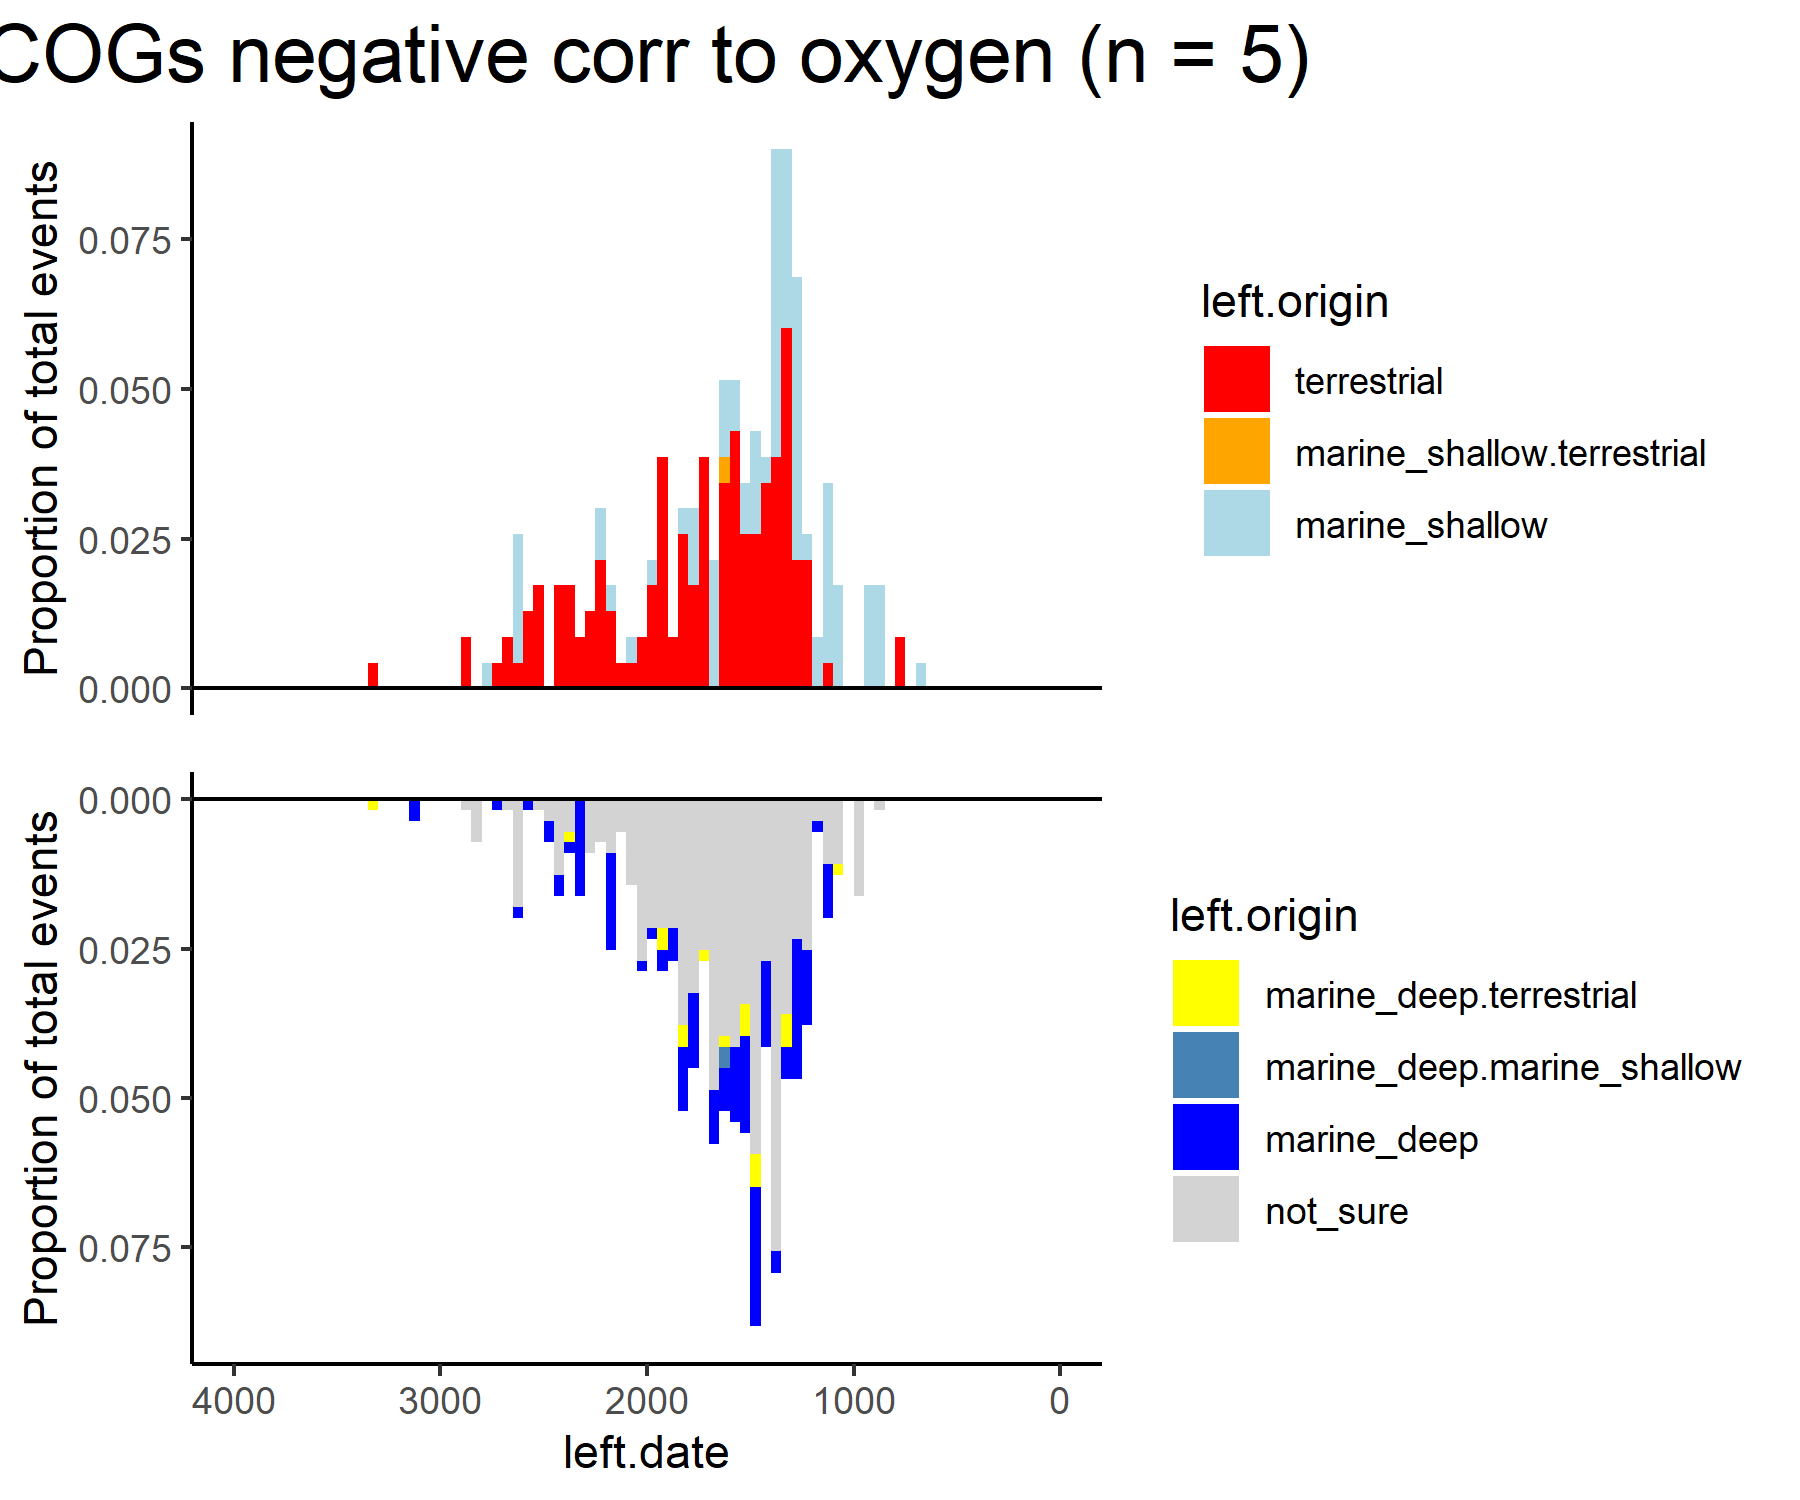 COGs negative corr to oxygen (n = 5)
Proportion of total events
0.075
0.050
0.025
0.000
left.origin
terrestrial
marine_shallow.terrestrial
marine_shallow
Proportion of total events
0.000
0.025
0.050
0.075
4000 3000 2000 1000 0
left.date
left.origin
marine_deep.terrestrial
marine_deep.marine_shallow
marine_deep
not_sure